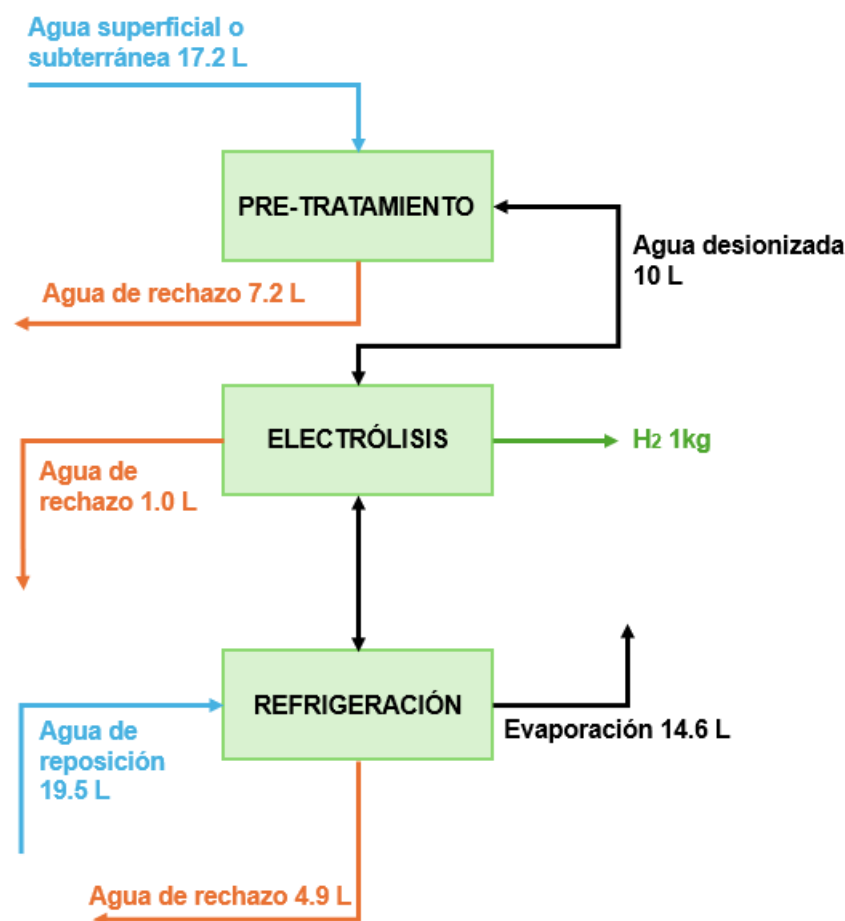 Agua superficial o
subterránea 17.2 L
PRE-TRATAMIENTO
Agua desionizada
10 L
Agua de rechazo 7.2 L
ELECTRÓLISIS
H2 1kg
Agua de
rechazo 1.0 L
REFRIGERACIÓN
Agua de
reposición
19.5 L
Evaporación 14.6 L
Agua de rechazo 4.9 L